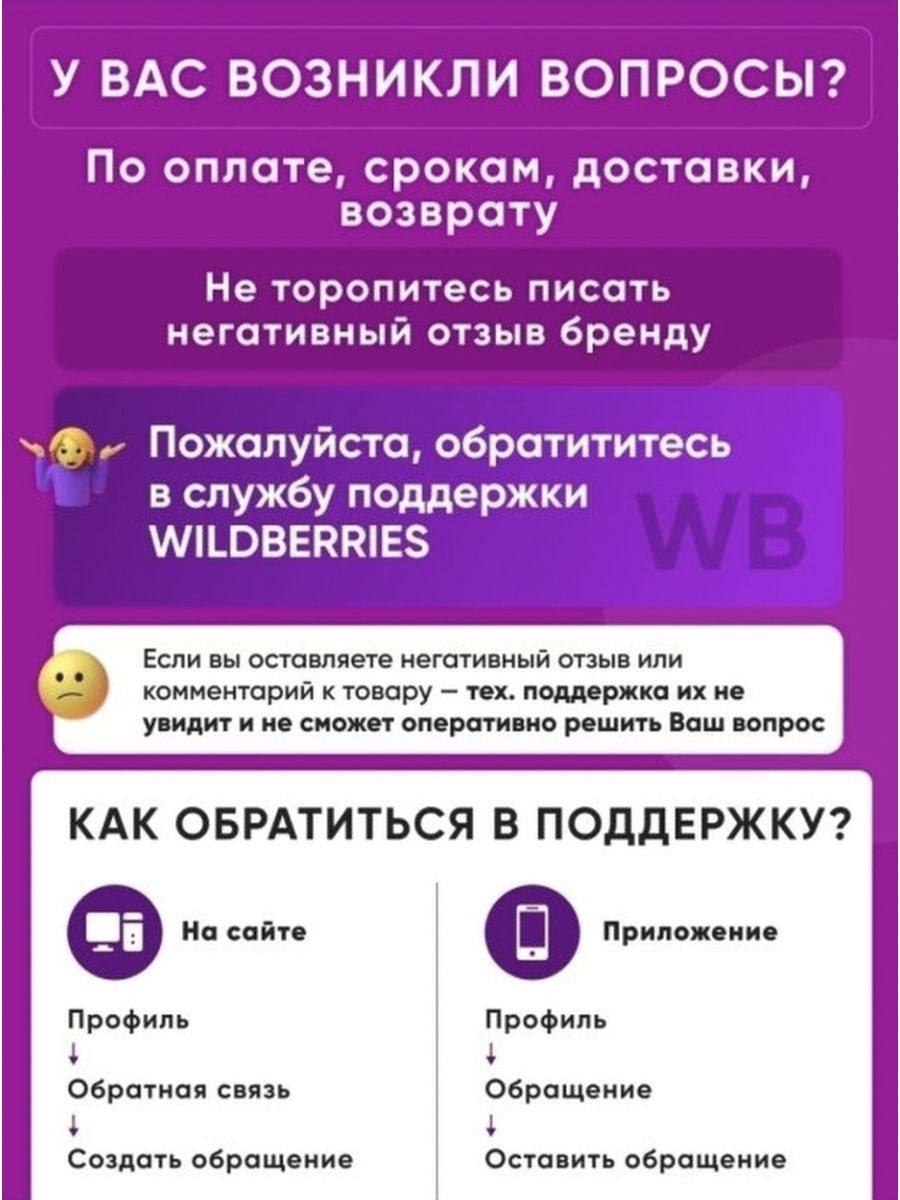 У ВАС ВОЗНИКЛИ ВОПРОСЫ?
По оплате, срокам, доставки,
возврату
Не торопитесь писать
негативный отзыв бренду
Пожалуйста, обратититесь
в службу поддержки
WILDBERRIES
WB
Если вы оставляете негативный отзыв или
комментарий к товару — тех. поддержка их не
увидит и не сможет оперативно решить Ваш вопрос
КАК ОБРАТИТЬСЯ В ПОДДЕРЖКУ?
На сайте
Профиль
↓
Обратная связь
↓
Создать обращение
Приложение
Профиль
↓
Обращение
↓
Оставить обращение